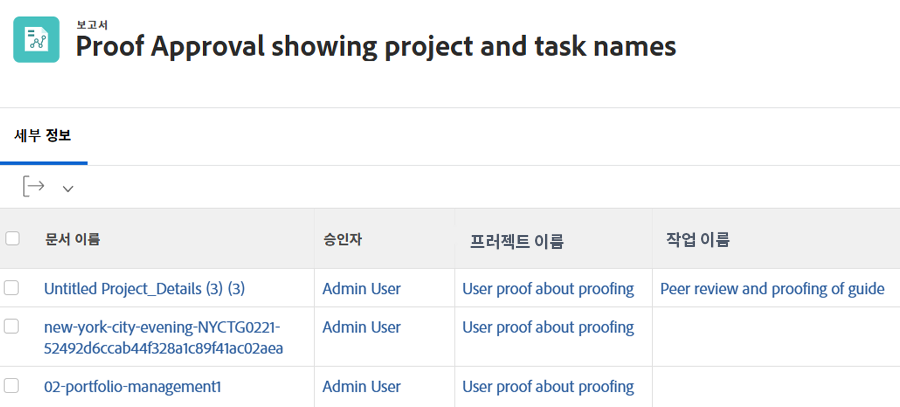 보고서
Proof Approval showing project and task names
세부 정보
문서 이름 승인자 프러젝트 이름 작업 이름
Untitled Project_Details (3) (3) Admin User User proof about proofing Peer review and proofing of guide
new-york-city-evening-NYCTG0221- Admin User User proof about proofing
52492d6ccab44f328a1c89f41ac02aea
02-portfolio-management1 Admin User User proof about proofing